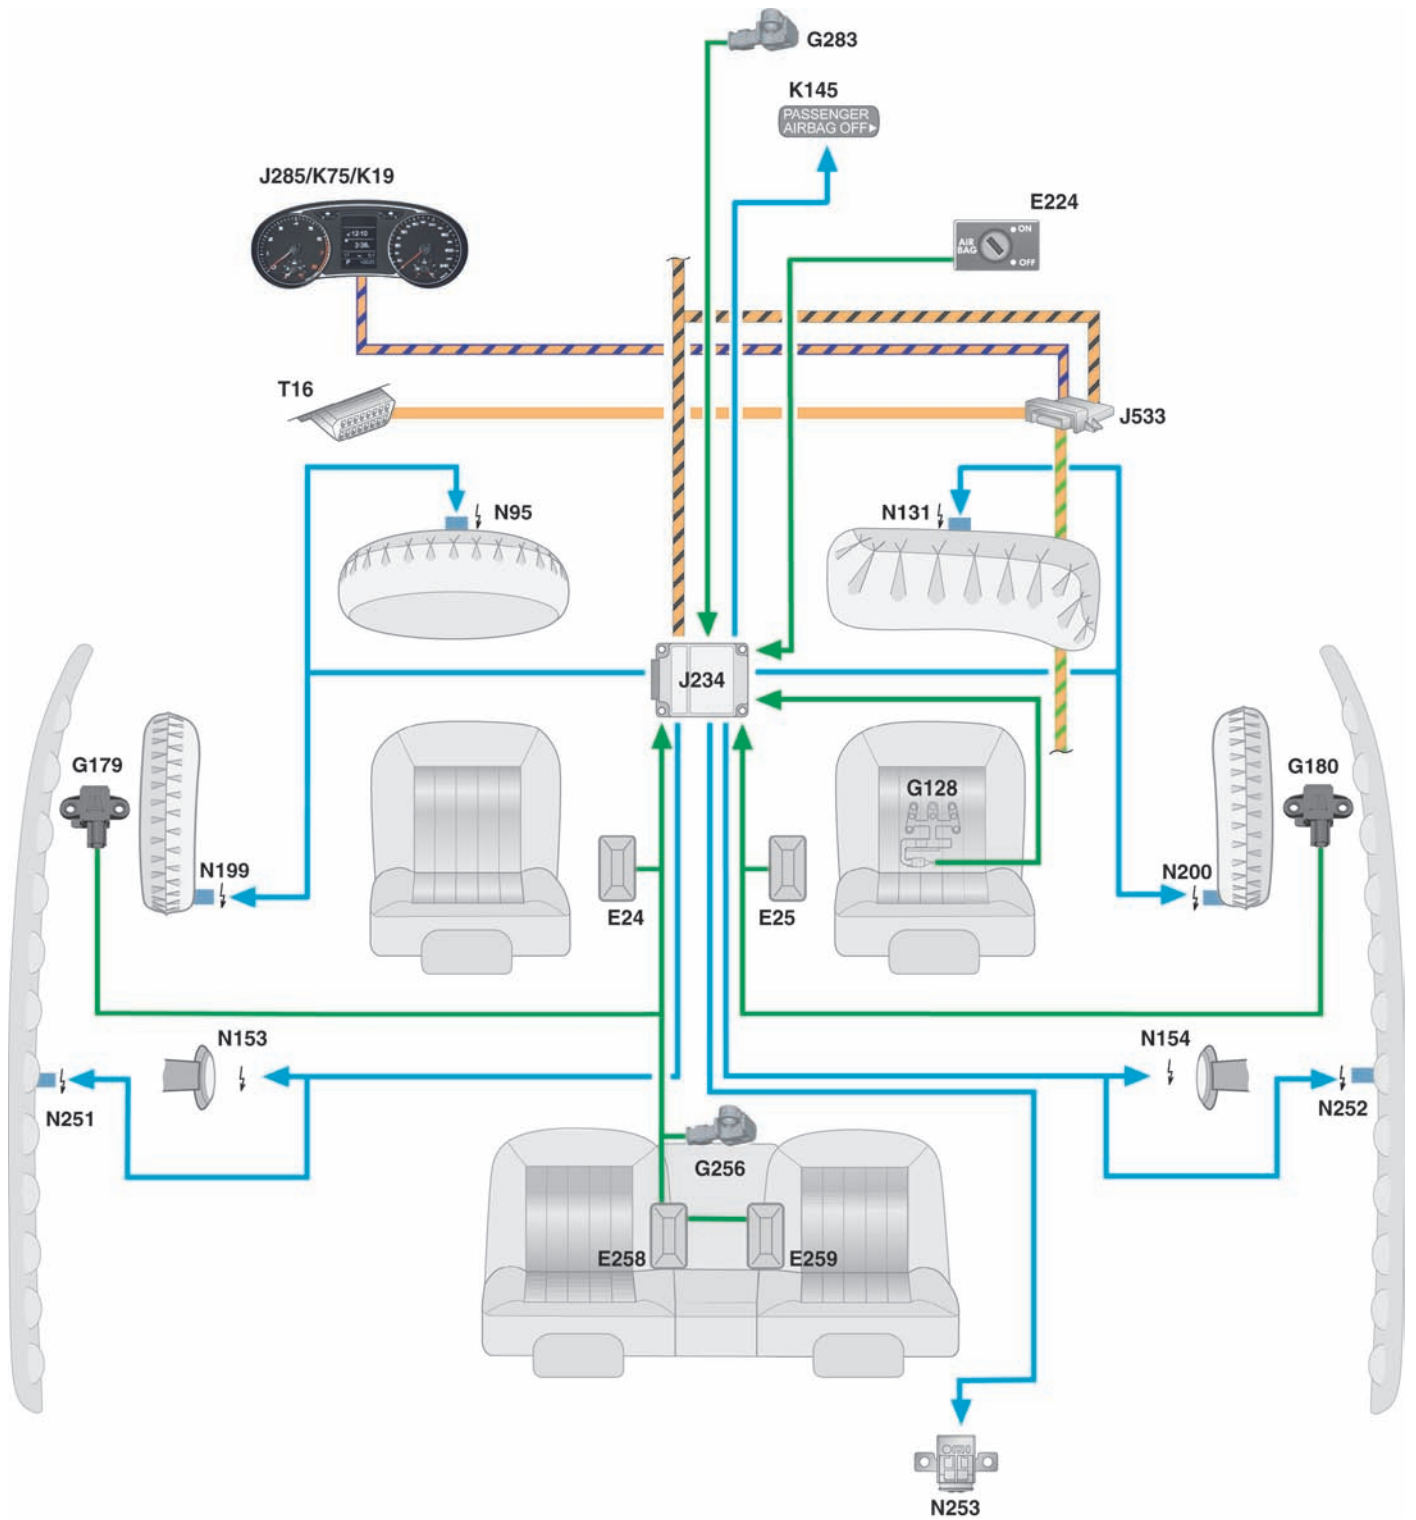 G283
K145
PASSENGER
AIRBAG OFF▶
J285/K75/K19
E224
AIR
BAG
ON
OFF
T16
J533
N95
N131
J234
G179
G180
G128
N199
N200
E24
E25
N153
N154
N251
N252
G256
E258
E259
N253